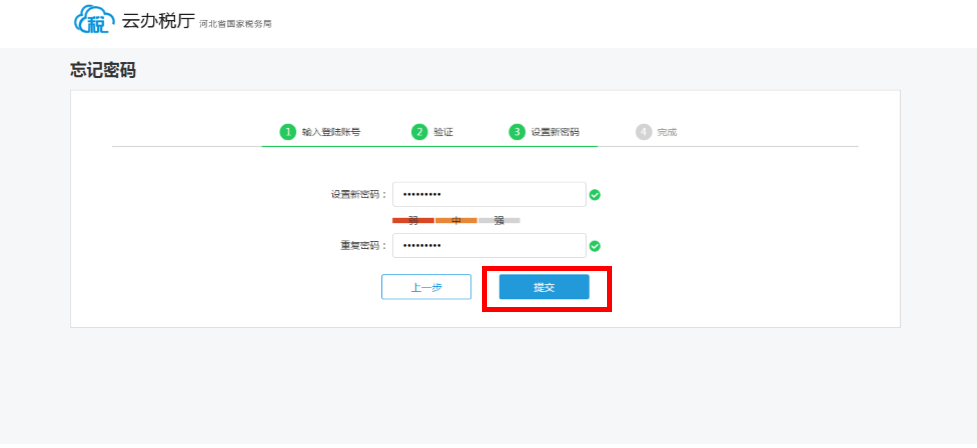 税 云办税厅 河北省国家税务局
忘记密码
1 输入登陆账号 2 验证 3 设置新密码 4 完成
设置新密码： •••••••••
弱 中 强
重复密码： •••••••••
上一步 提交